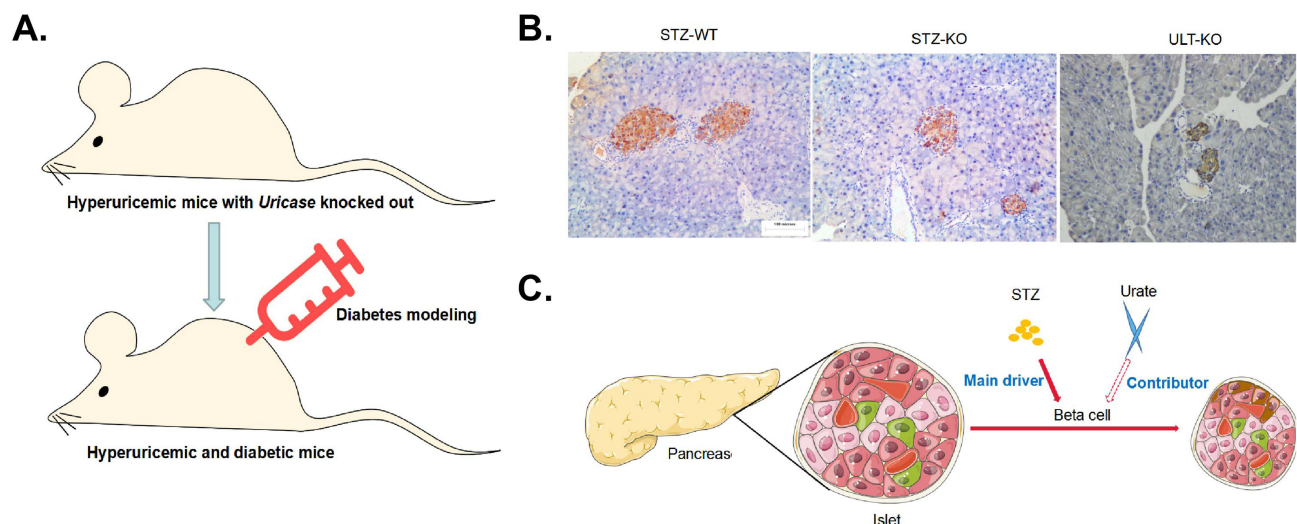 A.
Hyperuricemic mice with Uricase knocked out
Diabetes modeling
Hyperuricemic and diabetic mice
B.
STZ-WT
STZ-KO
ULT-KO
C.
STZ
Urate
Main driver
Contributor
Beta cell
Pancreas
Islet